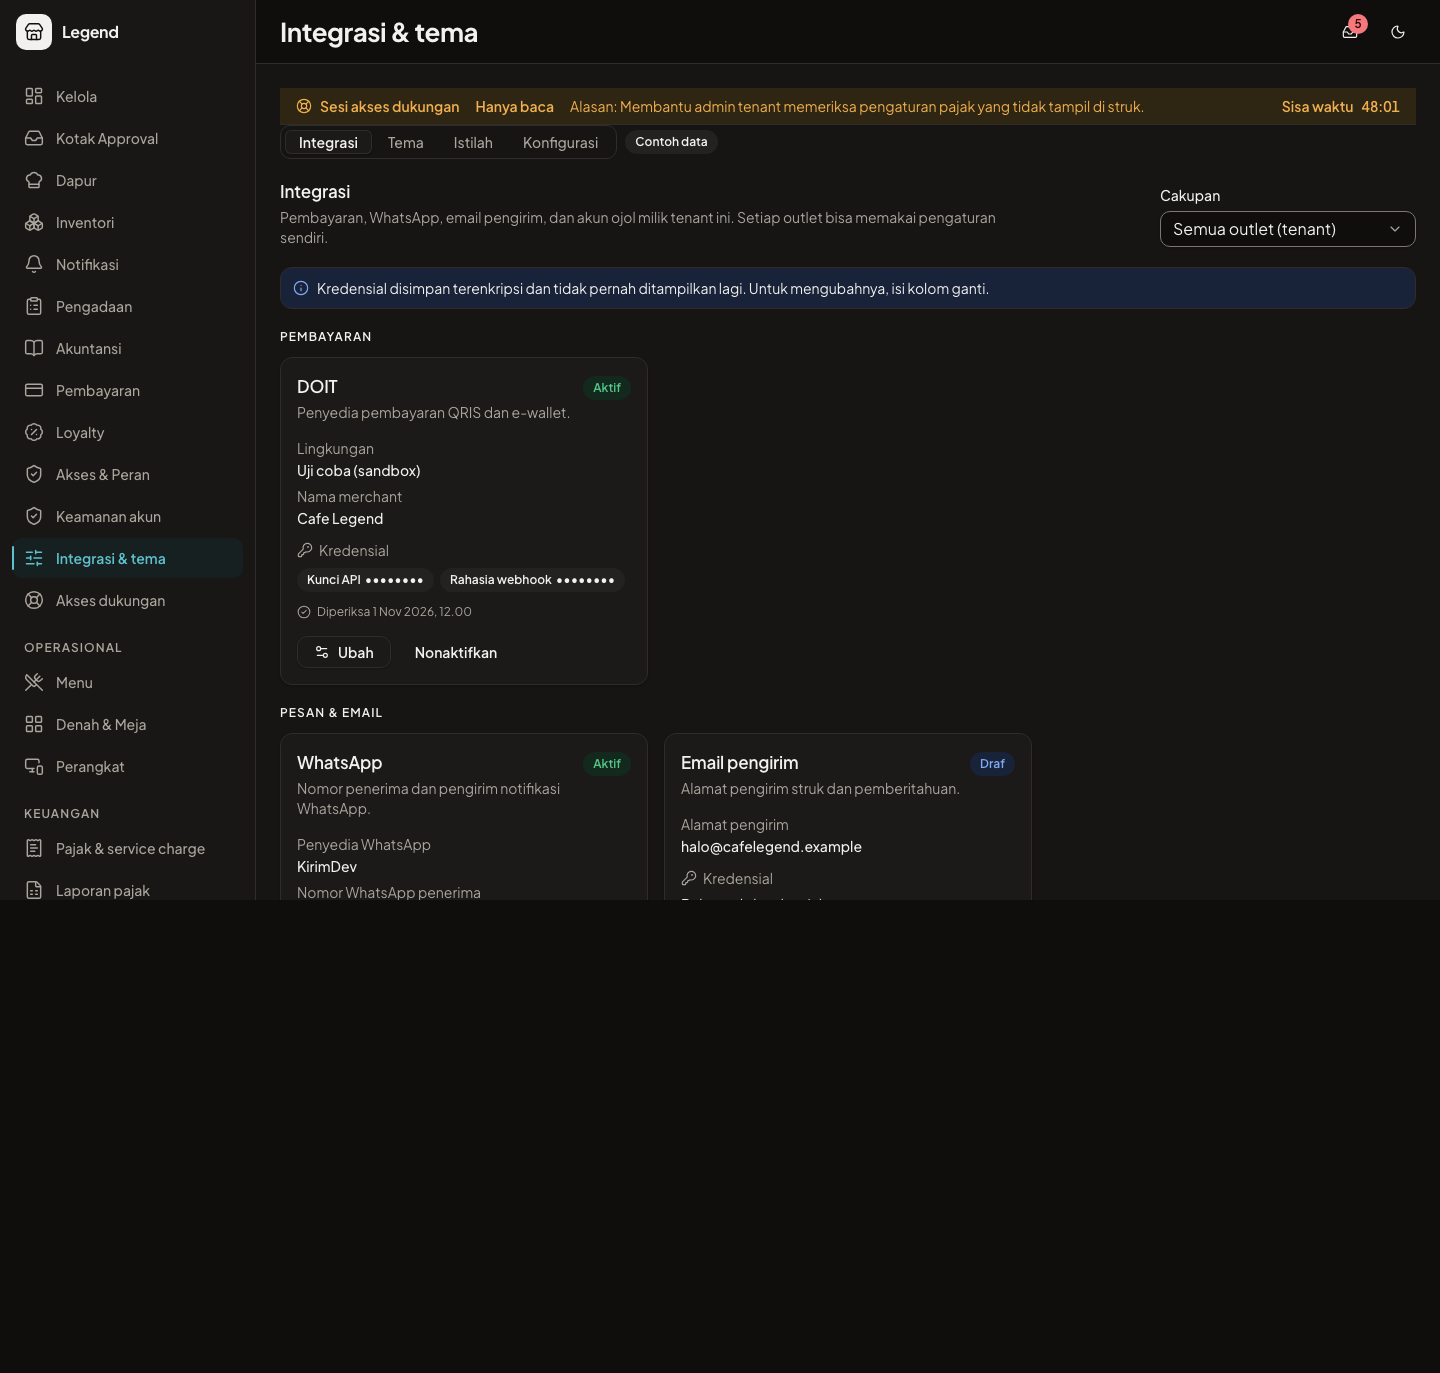 Legend
Integrasi & tema
5
Kelola
Kotak Approval
Dapur
Inventori
Notifikasi
Pengadaan
Akuntansi
Pembayaran
Loyalty
Akses & Peran
Keamanan akun
Integrasi & tema
Akses dukungan
OPERASIONAL
Menu
Denah & Meja
Perangkat
KEUANGAN
Pajak & service charge
Laporan pajak
Sesi akses dukungan Hanya baca Alasan: Membantu admin tenant memeriksa pengaturan pajak yang tidak tampil di struk. Sisa waktu 48:01
Integrasi Tema Istilah Konfigurasi Contoh data
Integrasi
Pembayaran, WhatsApp, email pengirim, dan akun ojol milik tenant ini. Setiap outlet bisa memakai pengaturan
sendiri.
Cakupan
Semua outlet (tenant)
Kredensial disimpan terenkripsi dan tidak pernah ditampilkan lagi. Untuk mengubahnya, isi kolom ganti.
PEMBAYARAN
DOIT Aktif
Penyedia pembayaran QRIS dan e-wallet.
Lingkungan
Uji coba (sandbox)
Nama merchant
Cafe Legend
Kredensial
Kunci API •••••••• Rahasia webhook ••••••••
Diperiksa 1 Nov 2026, 12.00
Ubah Nonaktifkan
PESAN & EMAIL
WhatsApp Aktif
Nomor penerima dan pengirim notifikasi
WhatsApp.
Penyedia WhatsApp
KirimDev
Nomor WhatsApp penerima
Email pengirim Draf
Alamat pengirim struk dan pemberitahuan.
Alamat pengirim
halo@cafelegend.example
Kredensial